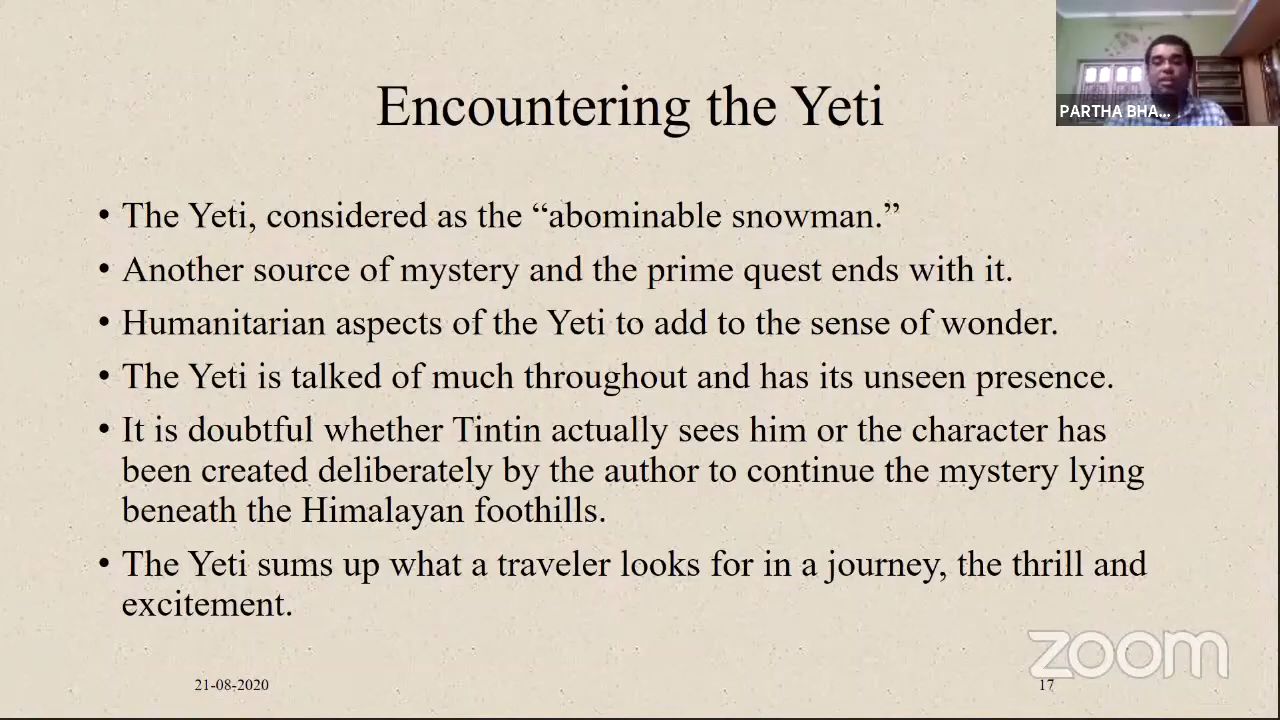 Encountering the Yeti
PARTHA BHA...
• The Yeti, considered as the “abominable snowman.”
• Another source of mystery and the prime quest ends with it.
• Humanitarian aspects of the Yeti to add to the sense of wonder.
• The Yeti is talked of much throughout and has its unseen presence.
• It is doubtful whether Tintin actually sees him or the character has
been created deliberately by the author to continue the mystery lying
beneath the Himalayan foothills.
• The Yeti sums up what a traveler looks for in a journey, the thrill and
excitement.
zoom
21-08-2020
17